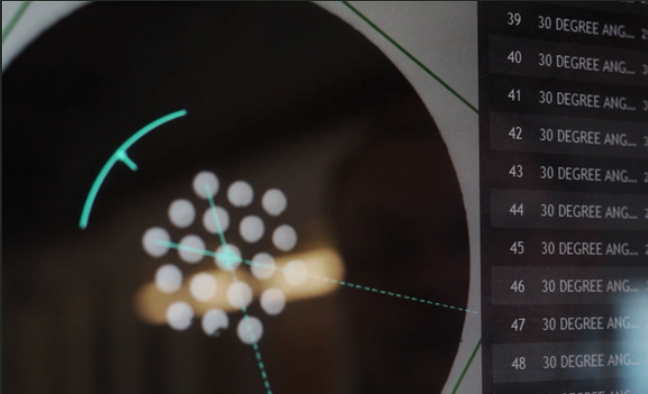 39 30 DEGREE ANG...
40 30 DEGREE ANG...
41 30 DEGREE ANG...
42 30 DEGREE ANG...
43 30 DEGREE ANG...
44 30 DEGREE ANG...
45 30 DEGREE ANG...
46 30 DEGREE ANG...
47 30 DEGREE ANG...
48 30 DEGREE ANG...